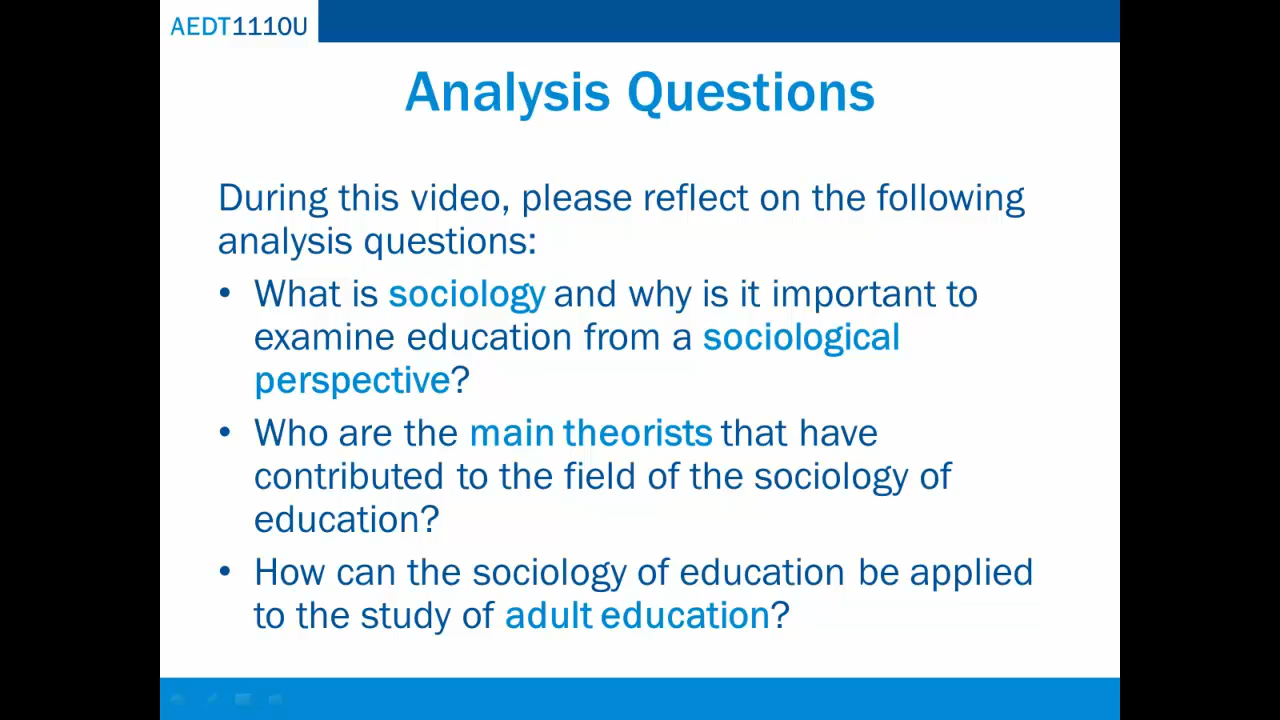 AEDT1110U
Analysis Questions
During this video, please reflect on the following
analysis questions:
• What is sociology and why is it important to
examine education from a sociological
perspective?
• Who are the main theorists that have
contributed to the field of the sociology of
education?
• How can the sociology of education be applied
to the study of adult education?